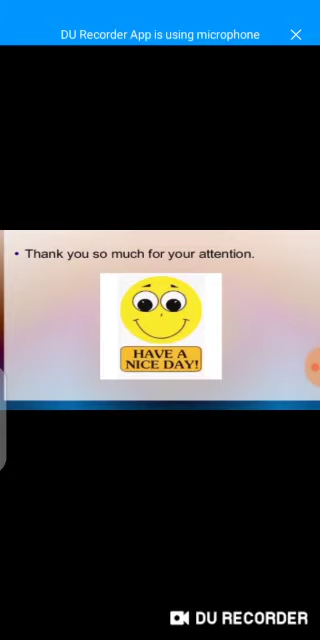 DU Recorder App is using microphone
• Thank you so much for your attention.
HAVE A
NICE DAY!
DU RECORDER